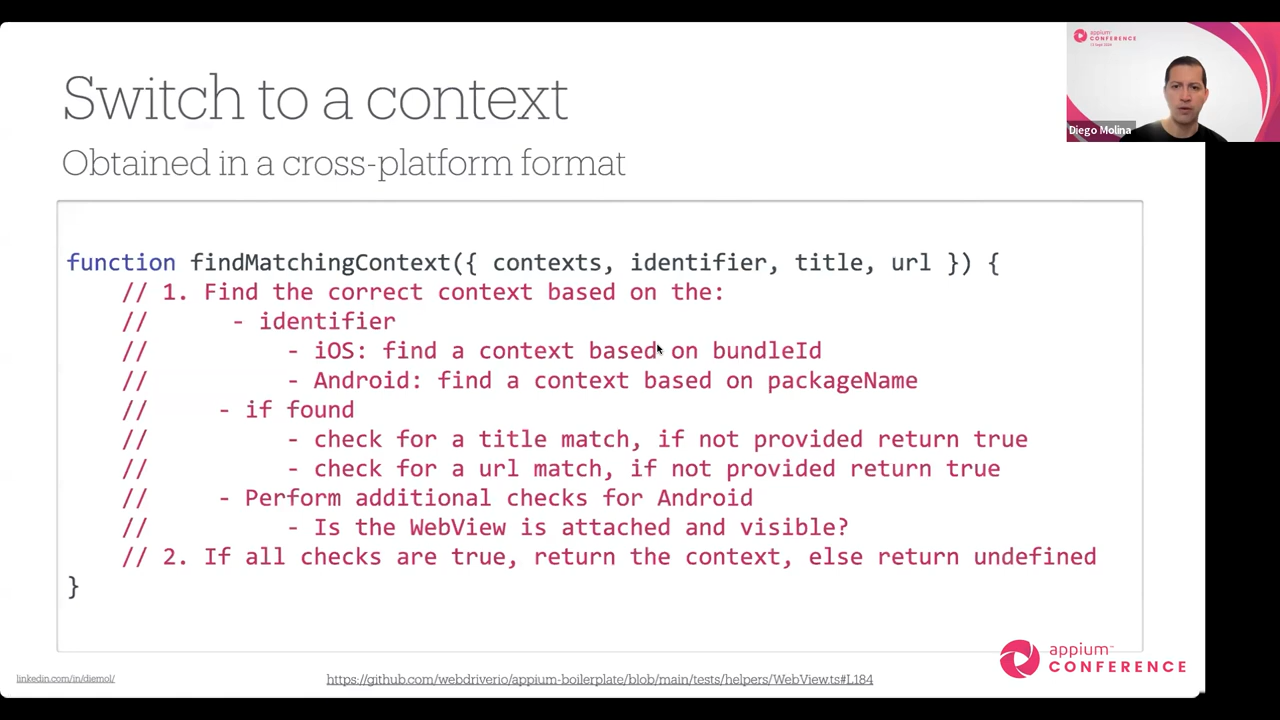 Switch to a context
Obtained in a cross-platform format
appium
CONFERENCE
Diego Molina
function findMatchingContext({ contexts, identifier, title, url }) {
// 1. Find the correct context based on the:
// - identifier
// - iOS: find a context based on bundleId
// - Android: find a context based on packageName
// - if found
// - check for a title match, if not provided return true
// - check for a url match, if not provided return true
// - Perform additional checks for Android
// - Is the WebView is attached and visible?
// 2. If all checks are true, return the context, else return undefined
}
appium™
CONFERENCE
linkedin.com/in/diemol/
https://github.com/webdriverio/appium-boilerplate/blob/main/tests/helpers/WebView.ts#L184